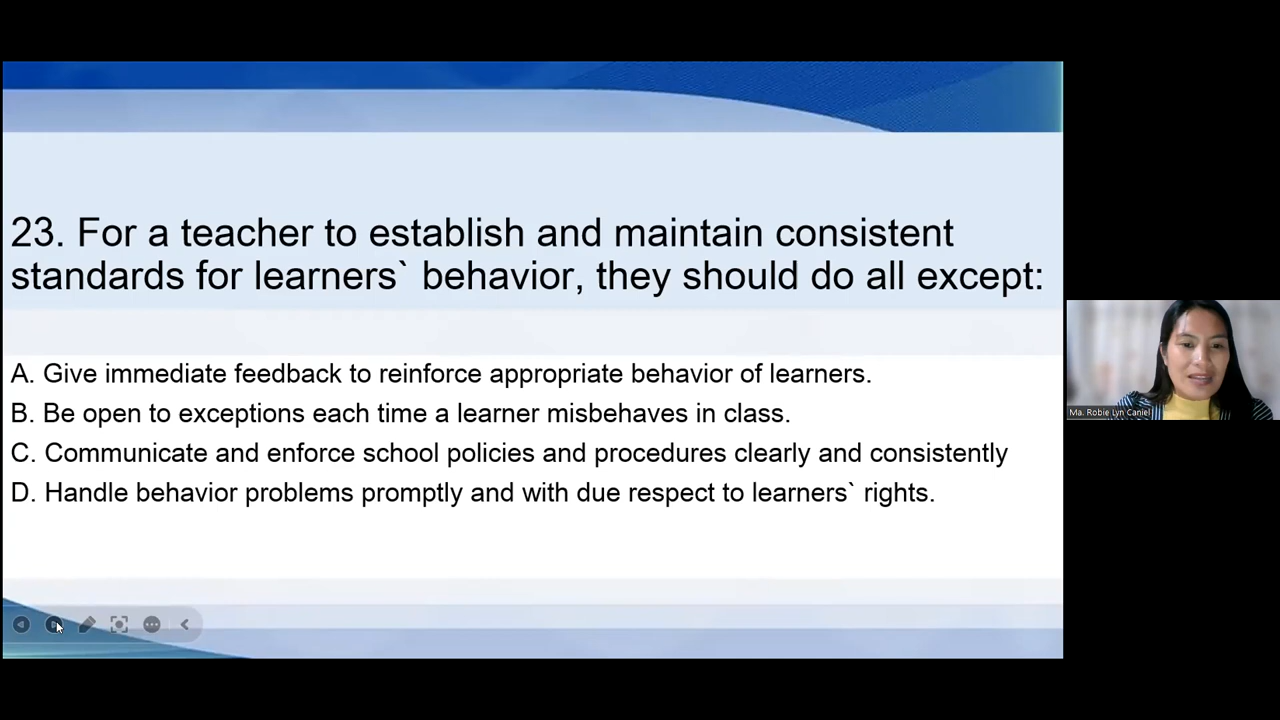 23. For a teacher to establish and maintain consistent
standards for learners` behavior, they should do all except:
A. Give immediate feedback to reinforce appropriate behavior of learners.
B. Be open to exceptions each time a learner misbehaves in class.
C. Communicate and enforce school policies and procedures clearly and consistently
D. Handle behavior problems promptly and with due respect to learners` rights.
Ma. Robie Lyn Caniel